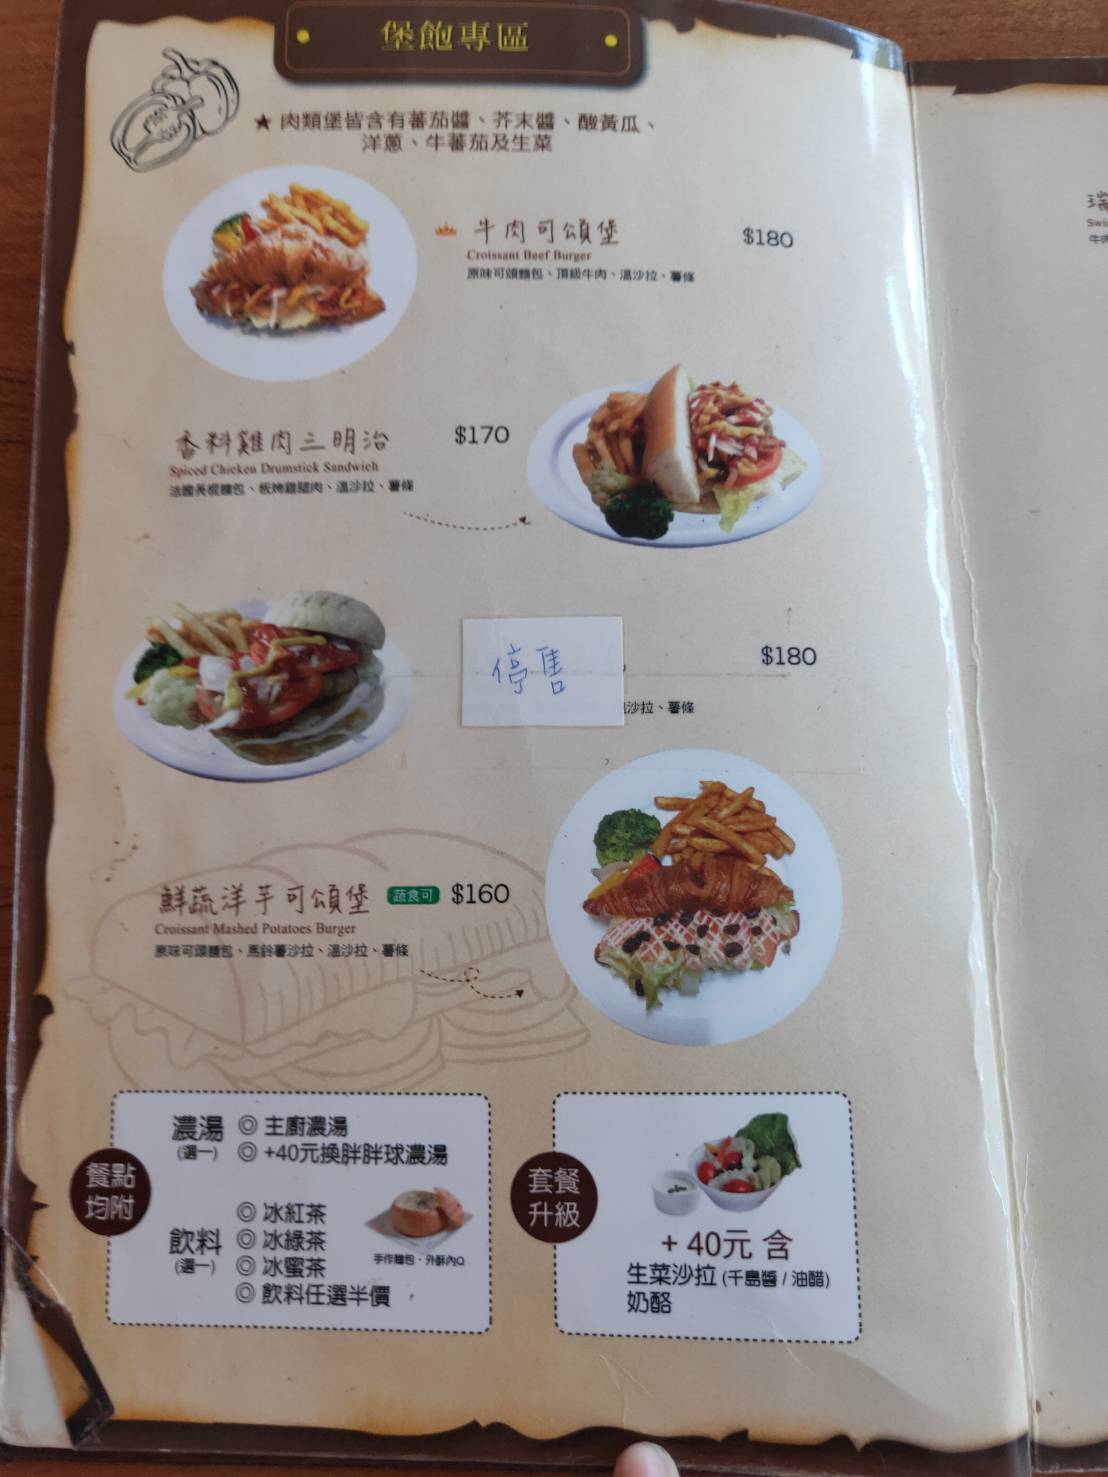 堡飽專區
★ 肉類堡皆含有蕃茄醬、芥末醬、酸黃瓜、
洋蔥、牛蕃茄及生菜
牛肉可頌堡 $180
Croissant Beef Burger
原味可頌麵包、頂級牛肉、溫沙拉、薯條
香料雞肉三明治 $170
Spiced Chicken Drumstick Sandwich
法國長棍麵包、板烤雞腿肉、溫沙拉、薯條
停售
$180
沙拉、薯條
鮮蔬洋芋可頌堡 蔬食可 $160
Croissant Mashed Potatoes Burger
原味可頌麵包、馬鈴薯沙拉、溫沙拉、薯條
餐點
均附
濃湯
(選一)
◎ 主廚濃湯
◎ +40元換胖胖球濃湯
飲料
(選一)
◎ 冰紅茶
◎ 冰綠茶
◎ 冰蜜茶
◎ 飲料任選半價
手作麵包、外酥內Q
套餐
升級
+ 40元 含
生菜沙拉 (千島醬 / 油醋)
奶酪